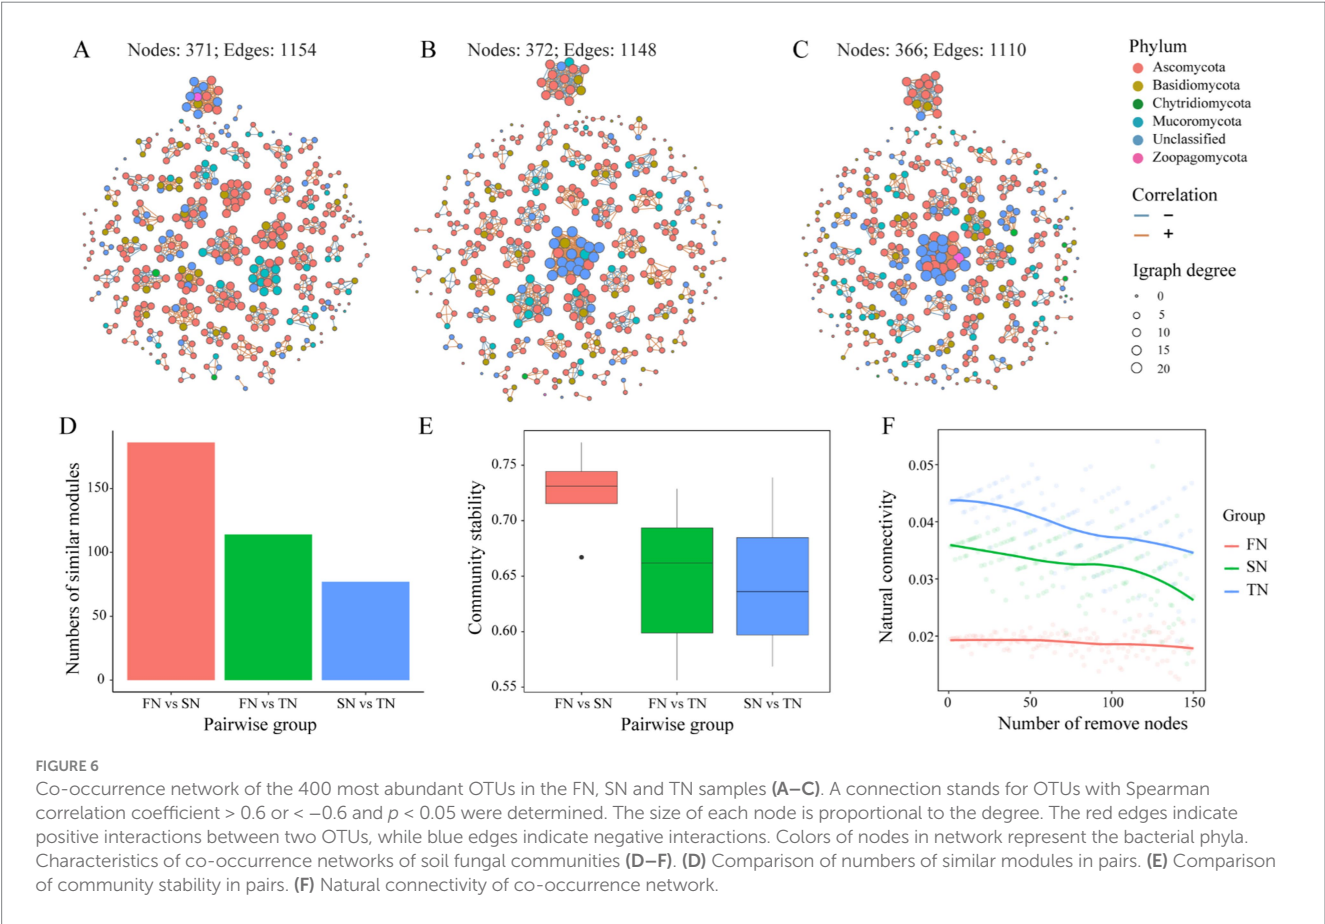 A
Nodes: 371; Edges: 1154
B
Nodes: 372; Edges: 1148
C
Nodes: 366; Edges: 1110
Phylum
Ascomycota
Basidiomycota
Chytridiomycota
Mucoromycota
Unclassified
Zoopagomycota
Correlation
−
+
Igraph degree
0
5
10
15
20
D
Numbers of similar modules
150
100
50
0
FN vs SN
FN vs TN
SN vs TN
Pairwise group
E
Community stability
0.75
0.70
0.65
0.60
0.55
FN vs SN
FN vs TN
SN vs TN
Pairwise group
F
Natural connectivity
0.05
0.04
0.03
0.02
0
50
100
150
Number of remove nodes
Group
FN
SN
TN
FIGURE 6
Co-occurrence network of the 400 most abundant OTUs in the FN, SN and TN samples (A–C). A connection stands for OTUs with Spearman
correlation coefficient > 0.6 or < −0.6 and p < 0.05 were determined. The size of each node is proportional to the degree. The red edges indicate
positive interactions between two OTUs, while blue edges indicate negative interactions. Colors of nodes in network represent the bacterial phyla.
Characteristics of co-occurrence networks of soil fungal communities (D–F). (D) Comparison of numbers of similar modules in pairs. (E) Comparison
of community stability in pairs. (F) Natural connectivity of co-occurrence network.